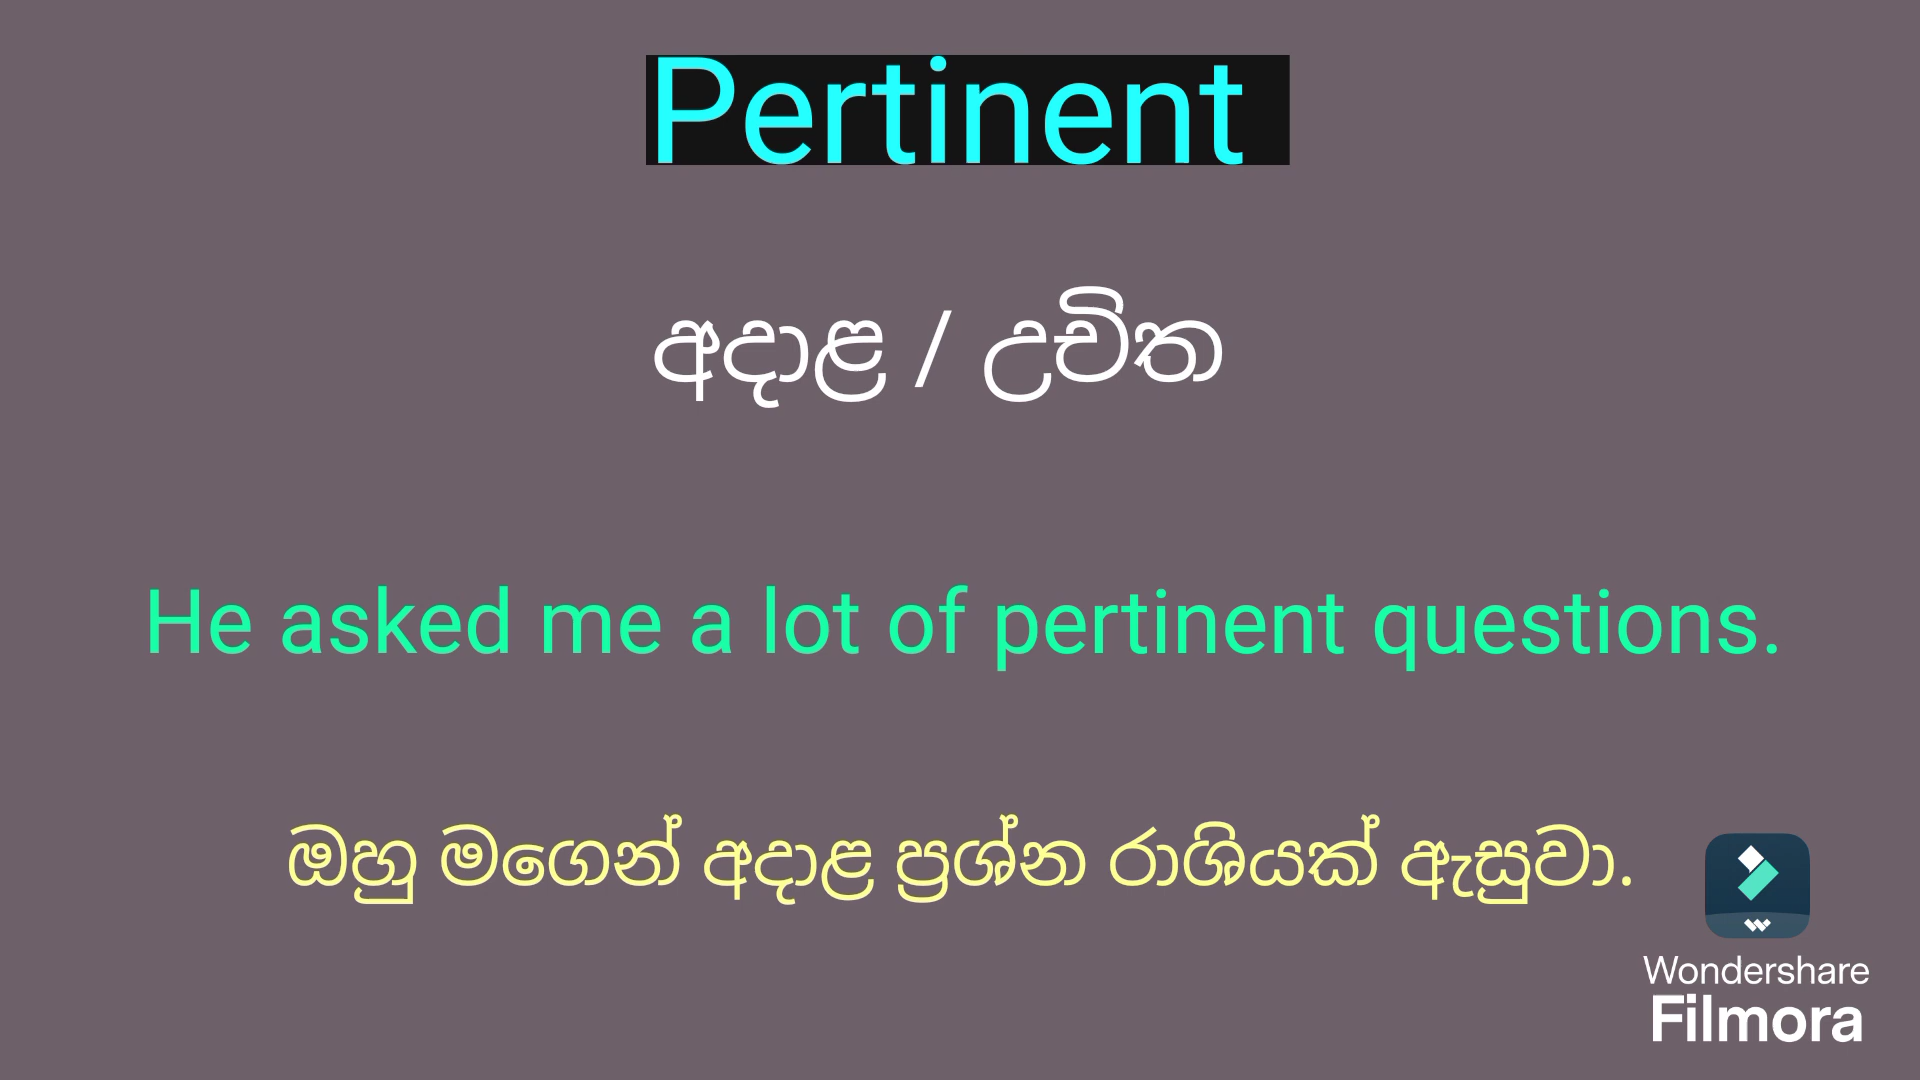 Pertinent
අදාළ / උචිත
He asked me a lot of pertinent questions.
ඔහු මගෙන් අදාළ ප්‍රශ්න රාශියක් ඇසුවා.
Wondershare
Filmora